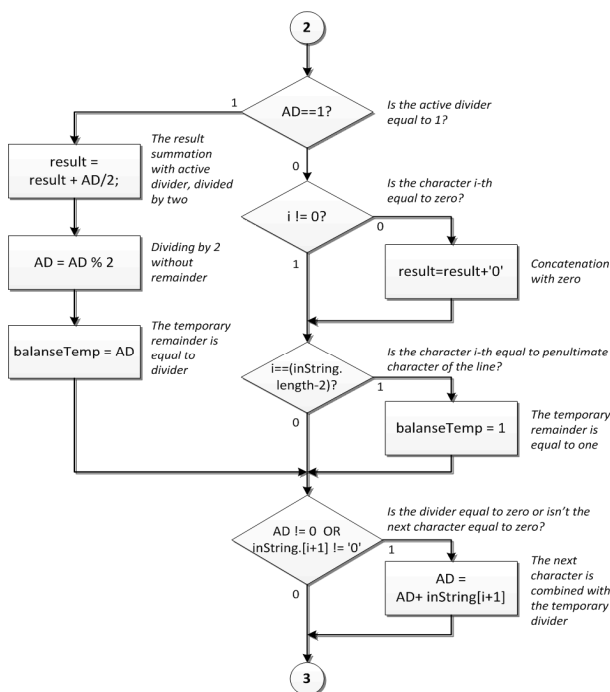 2
AD==1?
1
0
Is the active divider
equal to 1?
result =
result + AD/2;
The result
summation
with active
divider, divided
by two
i != 0?
0
1
Is the character i-th
equal to zero?
AD = AD % 2
Dividing by 2
without
remainder
result=result+'0'
Concatenation
with zero
balanseTemp = AD
The temporary
remainder is
equal to
divider
i==(inString.
length-2)?
1
0
Is the character i-th equal to penultimate
character of the line?
balanseTemp = 1
The temporary
remainder is
equal to one
AD != 0 OR
inString.[i+1] != '0'
1
0
Is the divider equal to zero or isn't the
next character equal to zero?
AD =
AD+ inString[i+1]
The next
character is
combined with
the temporary
divider
3